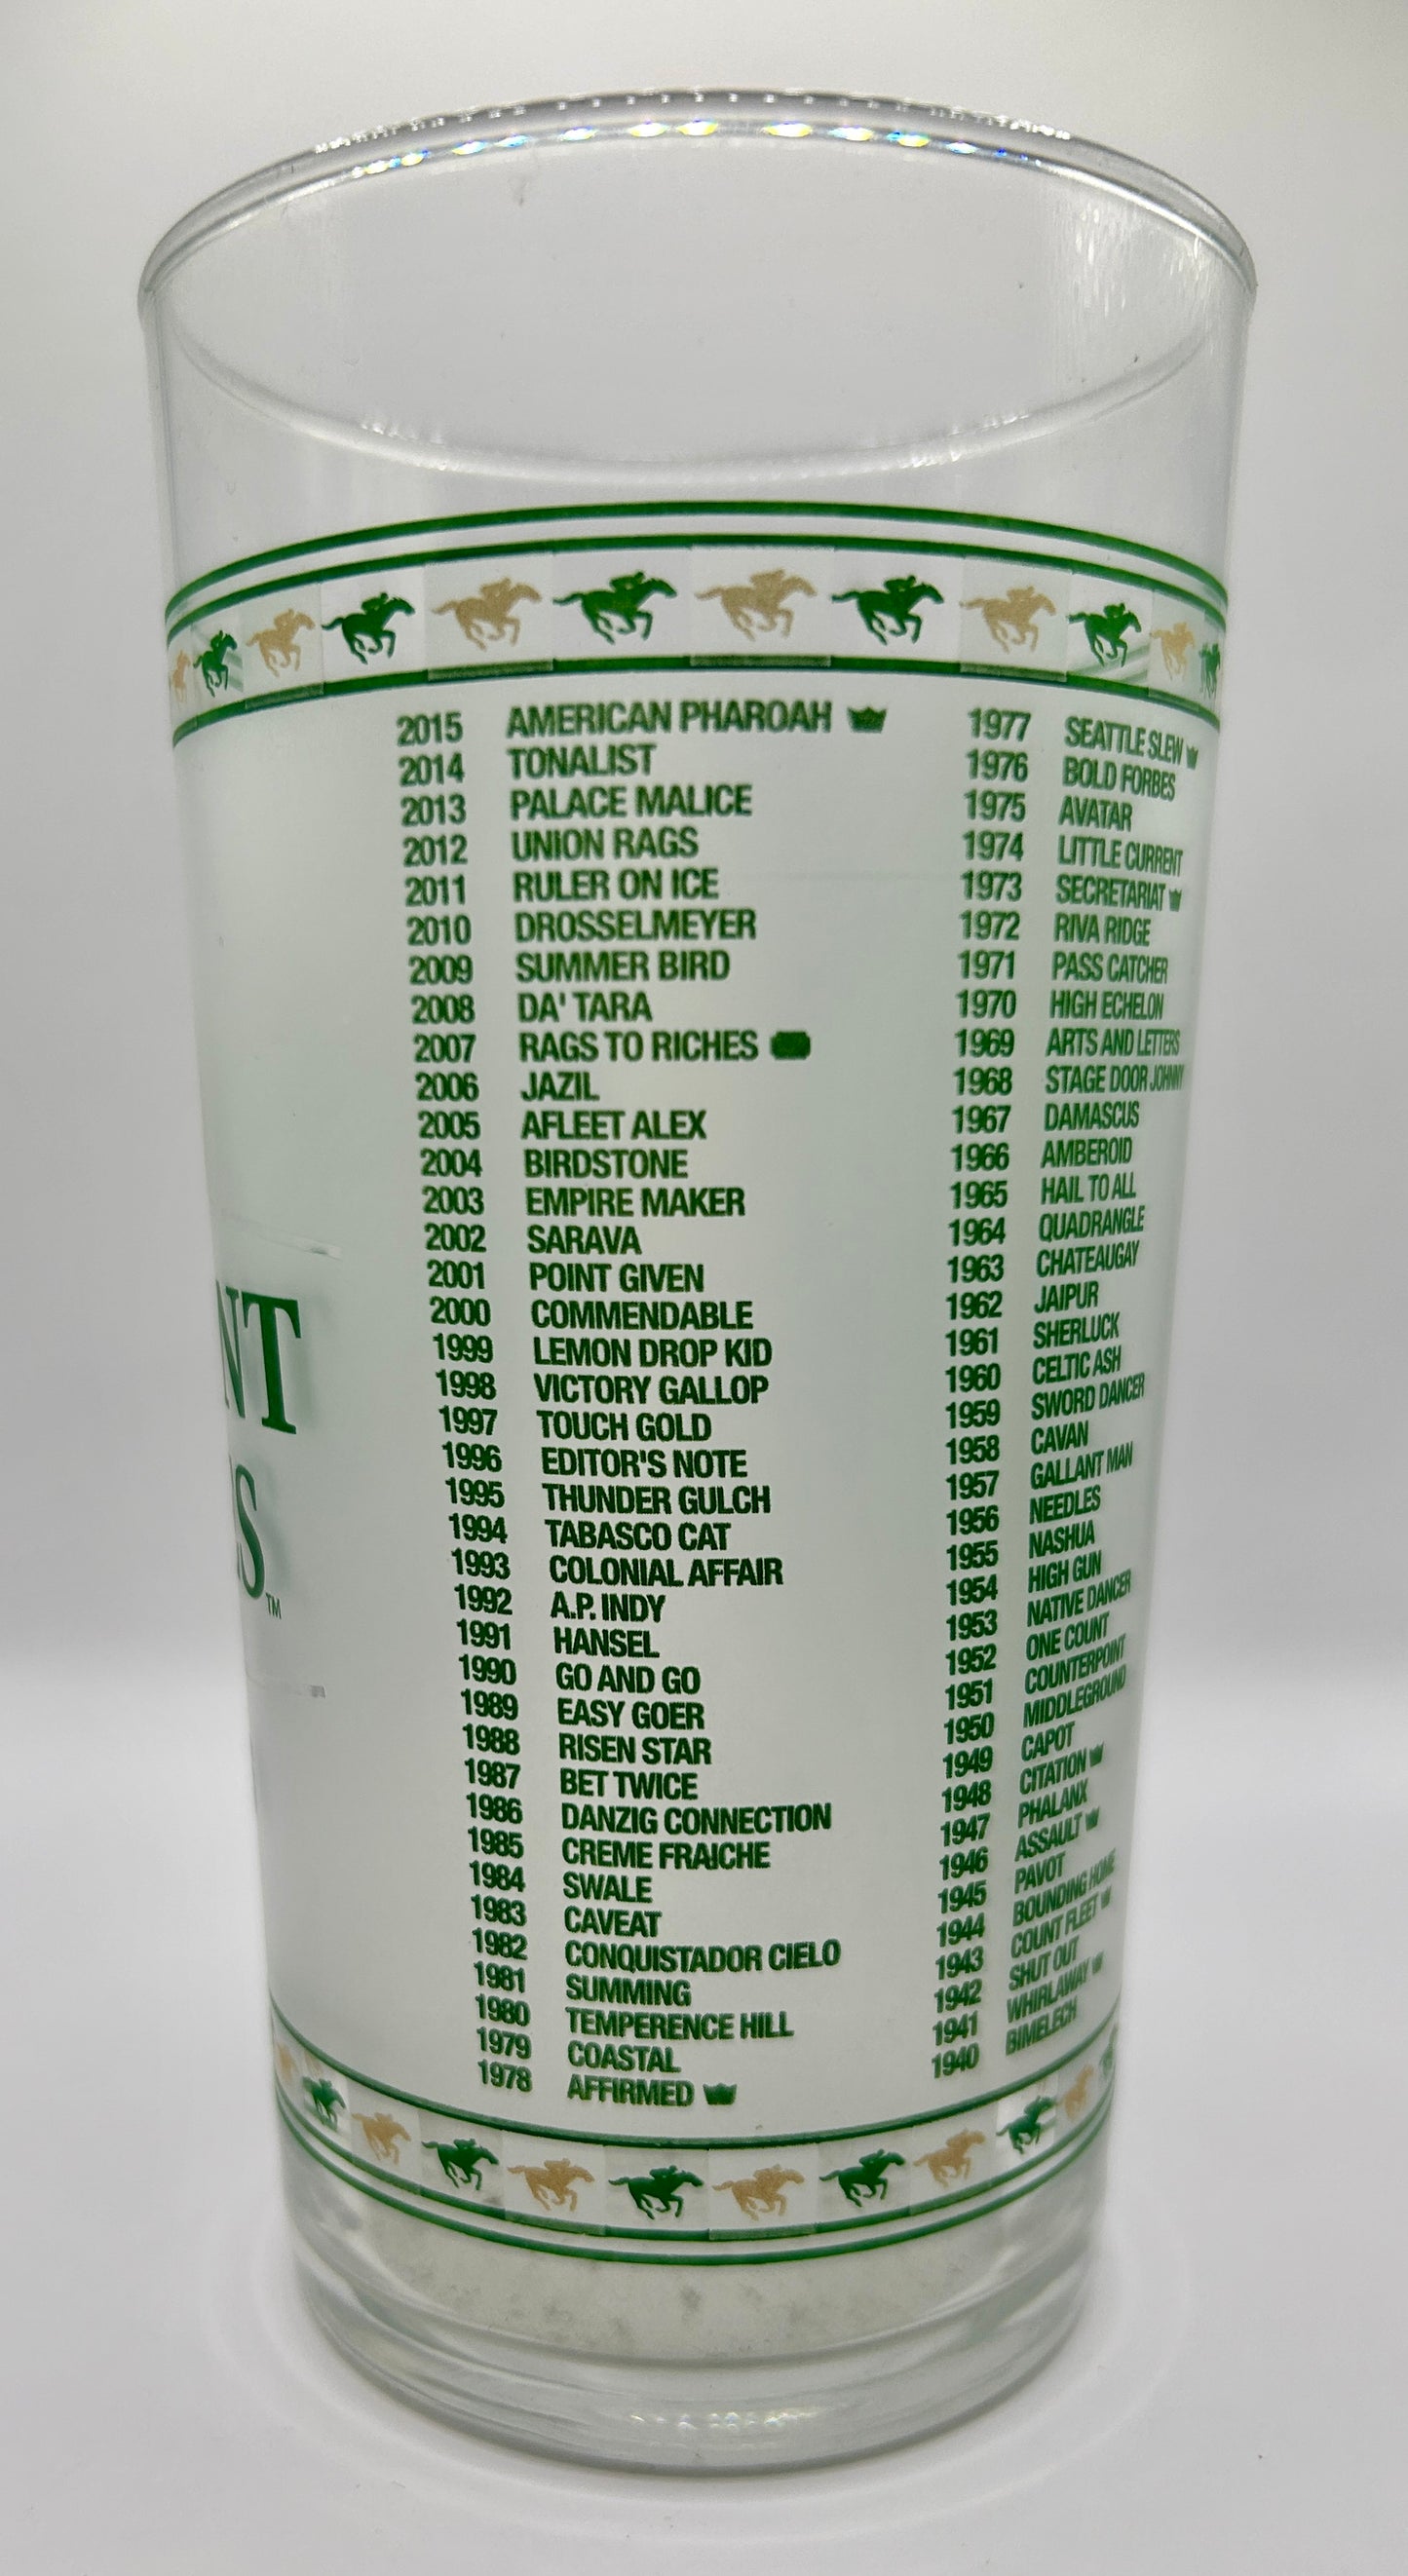 NT
S™
2015 AMERICAN PHAROAH
2014 TONALIST
2013 PALACE MALICE
2012 UNION RAGS
2011 RULER ON ICE
2010 DROSSELMEYER
2009 SUMMER BIRD
2008 DA' TARA
2007 RAGS TO RICHES
2006 JAZIL
2005 AFLEET ALEX
2004 BIRDSTONE
2003 EMPIRE MAKER
2002 SARAVA
2001 POINT GIVEN
2000 COMMENDABLE
1999 LEMON DROP KID
1998 VICTORY GALLOP
1997 TOUCH GOLD
1996 EDITOR'S NOTE
1995 THUNDER GULCH
1994 TABASCO CAT
1993 COLONIAL AFFAIR
1992 A.P. INDY
1991 HANSEL
1990 GO AND GO
1989 EASY GOER
1988 RISEN STAR
1987 BET TWICE
1986 DANZIG CONNECTION
1985 CREME FRAICHE
1984 SWALE
1983 CAVEAT
1982 CONQUISTADOR CIELO
1981 SUMMING
1980 TEMPERENCE HILL
1979 COASTAL
1978 AFFIRMED
1977 SEATTLE SLEW
1976 BOLD FORBES
1975 AVATAR
1974 LITTLE CURRENT
1973 SECRETARIAT
1972 RIVA RIDGE
1971 PASS CATCHER
1970 HIGH ECHELON
1969 ARTS AND LETTERS
1968 STAGE DOOR JOHNNY
1967 DAMASCUS
1966 AMBEROID
1965 HAIL TO ALL
1964 QUADRANGLE
1963 CHATEAUGAY
1962 JAIPUR
1961 SHERLUCK
1960 CELTIC ASH
1959 SWORD DANCER
1958 CAVAN
1957 GALLANT MAN
1956 NEEDLES
1955 NASHUA
1954 HIGH GUN
1953 NATIVE DANCER
1952 ONE COUNT
1951 COUNTERPOINT
1950 MIDDLEGROUND
1949 CAPOT
1948 CITATION
1947 PHALANX
1946 ASSAULT
1945 PAVOT
1944 BOUNDING HOME
1943 COUNT FLEET
1942 SHUT OUT
1941 WHIRLAWAY
1940 BIMELECH